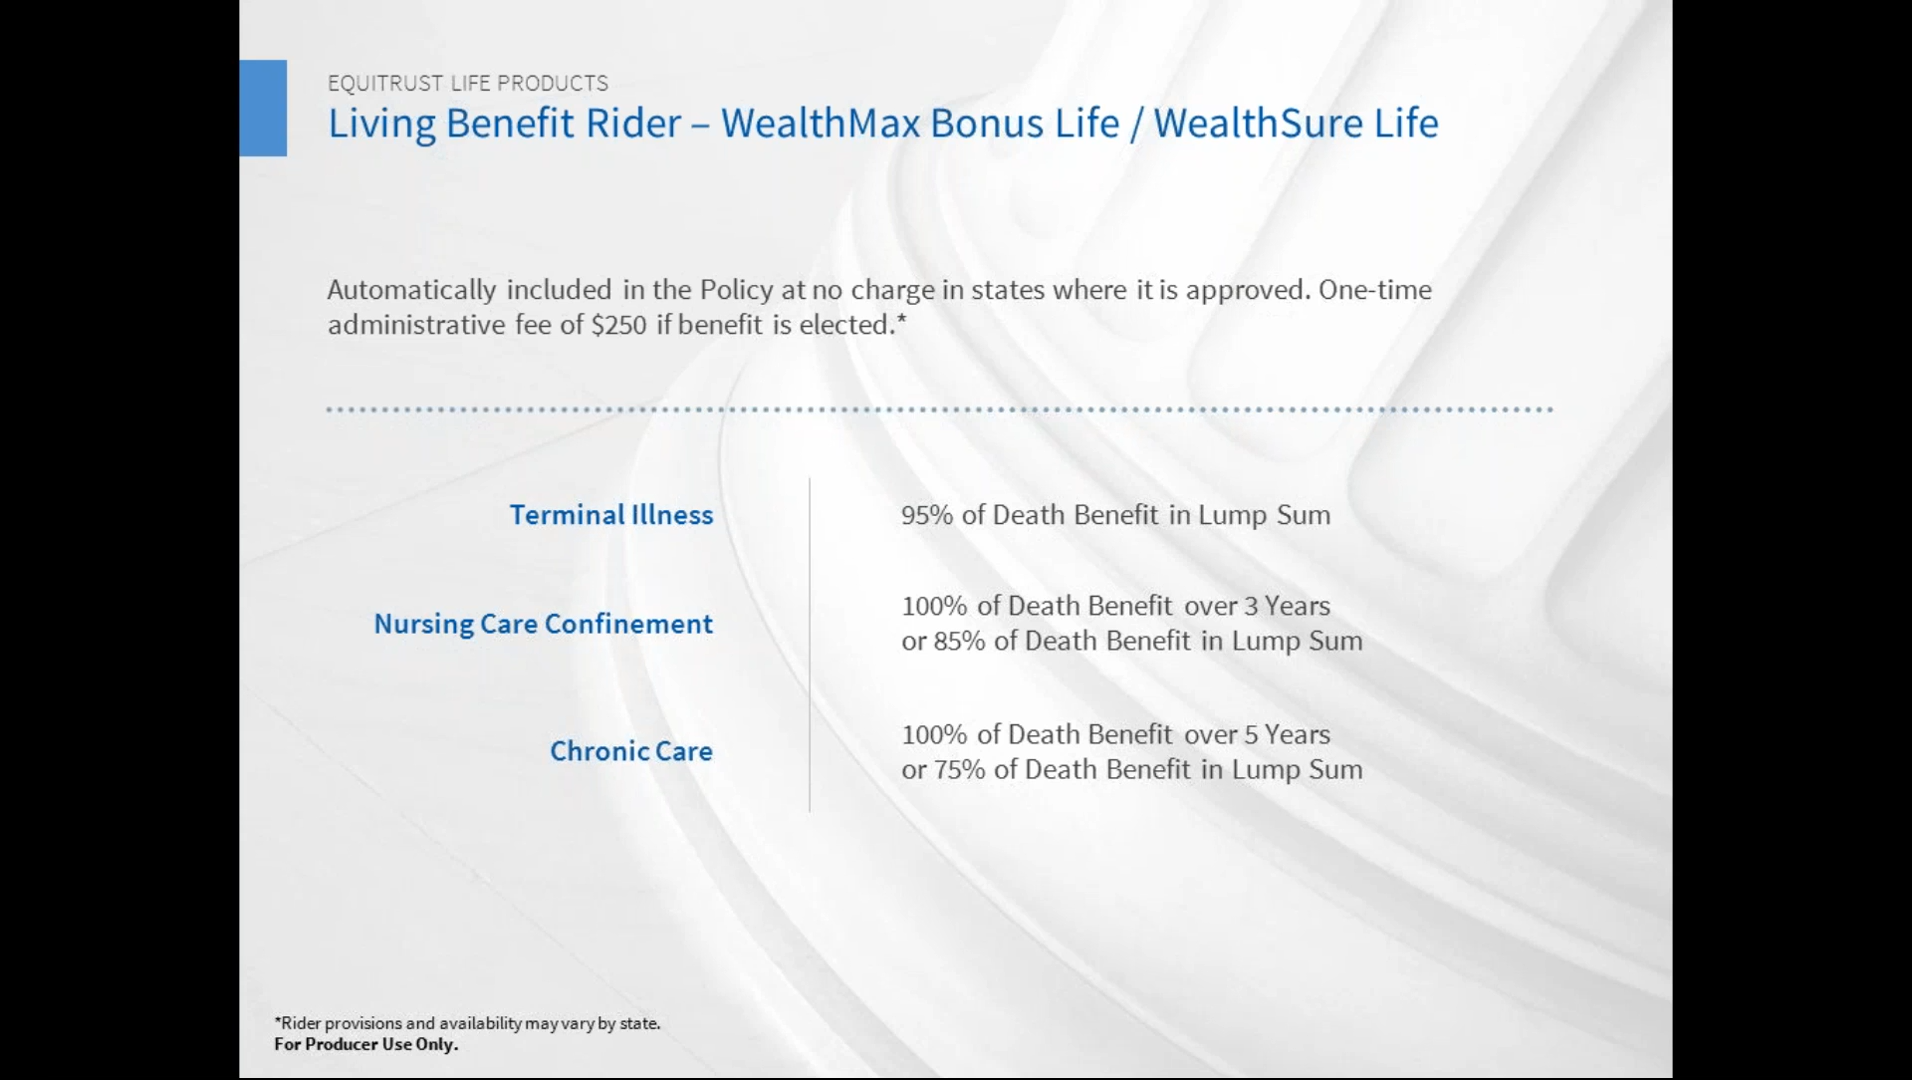 EQUITRUST LIFE PRODUCTS
Living Benefit Rider – WealthMax Bonus Life / WealthSure Life
Automatically included in the Policy at no charge in states where it is approved. One-time
administrative fee of $250 if benefit is elected.*
Terminal Illness
95% of Death Benefit in Lump Sum
Nursing Care Confinement
100% of Death Benefit over 3 Years
or 85% of Death Benefit in Lump Sum
Chronic Care
100% of Death Benefit over 5 Years
or 75% of Death Benefit in Lump Sum
*Rider provisions and availability may vary by state.
For Producer Use Only.